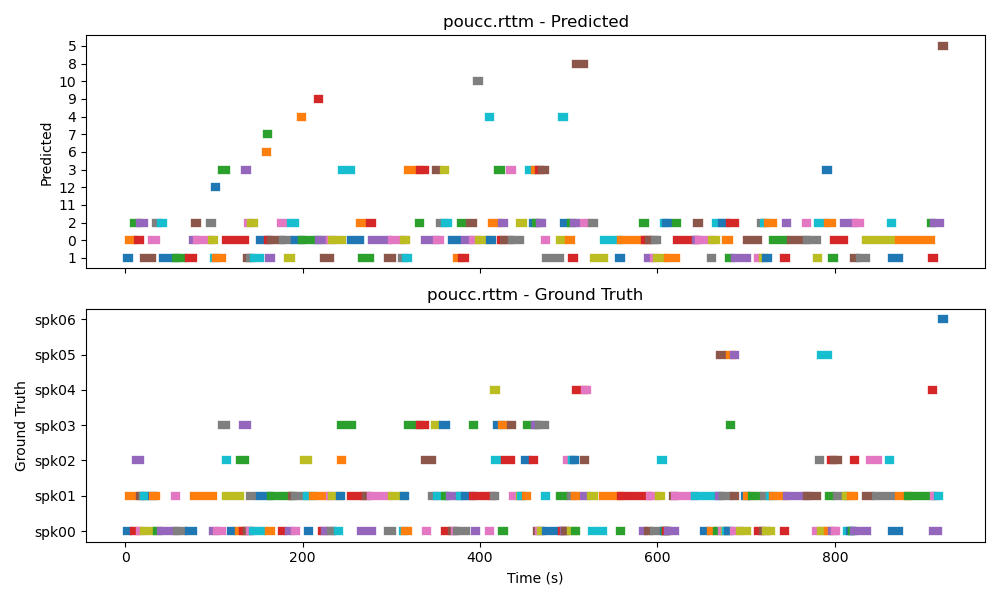 poucc.rttm - Predicted
Predicted
5
8
10
9
4
7
6
3
12
11
2
0
1
poucc.rttm - Ground Truth
Ground Truth
spk06
spk05
spk04
spk03
spk02
spk01
spk00
0 200 400 600 800
Time (s)